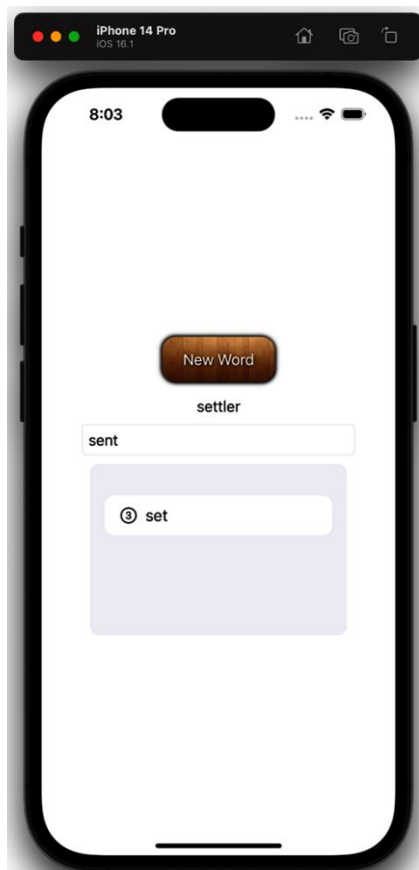 iPhone 14 Pro
iOS 16.1
8:03
New Word
settler
sent
3 set